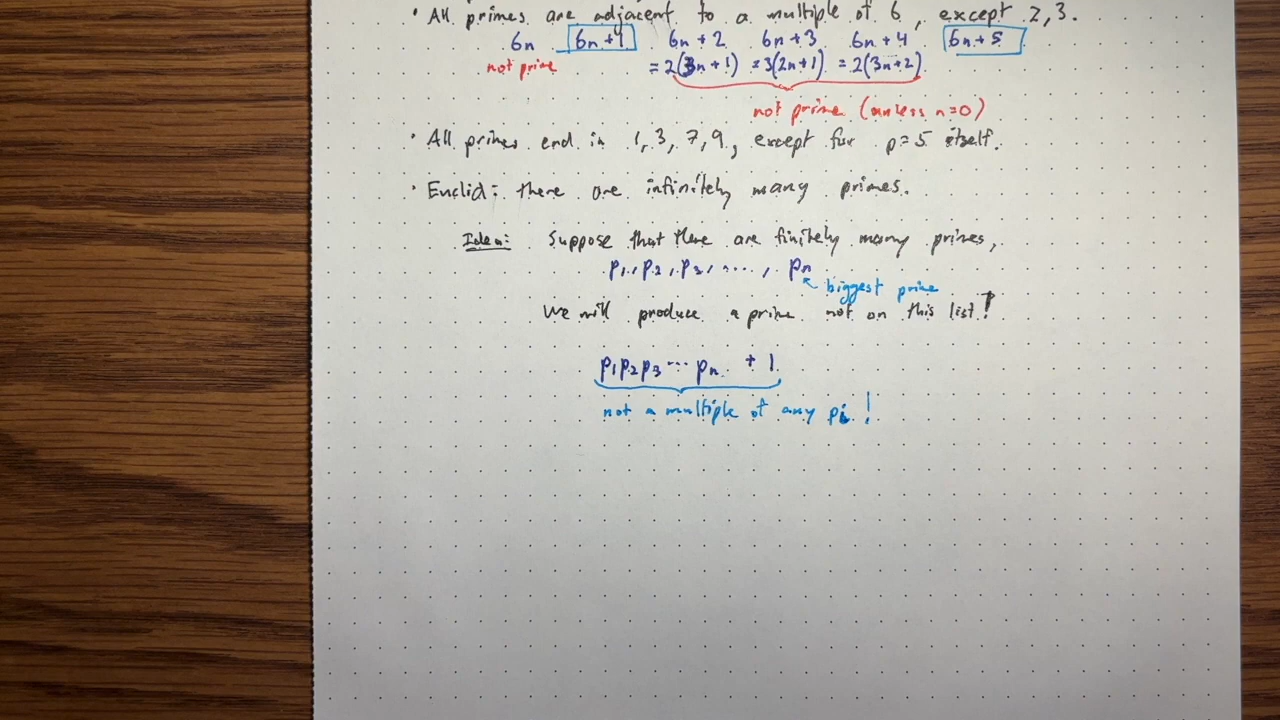 · All primes are adjacent to a multiple of 6, except 2, 3.
6n 6n+1 6n+2 6n+3 6n+4 6n+5
not prime =2(3n+1) =3(2n+1) =2(3n+2)
not prime (unless n=0)
· All primes end in 1, 3, 7, 9, except for p=5 itself.
· Euclid: there are infinitely many primes.
Idea: Suppose that there are finitely many primes,
p₁, p₂, p₃, ...., pₙ
biggest prime
We will produce a prime not on this list!
p₁p₂p₃ ... pₙ + 1
not a multiple of any pᵢ!